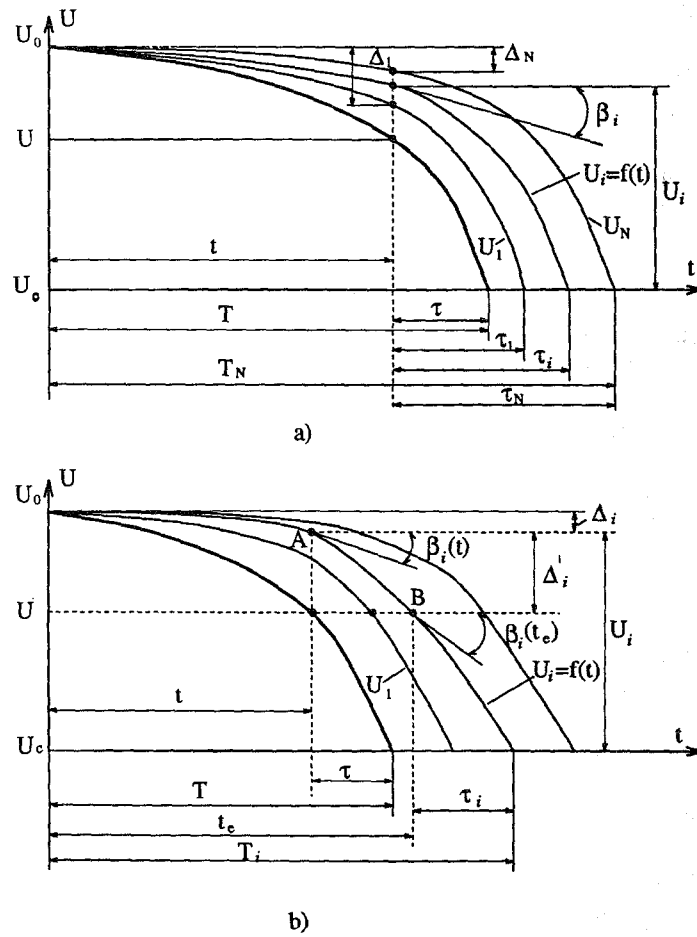 U₀ U
Δ₁ Δ_N
β_i
U
U_i=f(t)
U_i
t
U₁ U_N
t
U_c
τ
T
τ₁
τ_i
T_N
τ_N
a)
U
U₀
Δ_i
A
β_i(t)
Δ'_i
B
U
β_i(t_e)
U_i
U₁
U_i=f(t)
t
t
U_c
τ
T
τ_i
t_e
T_i
b)